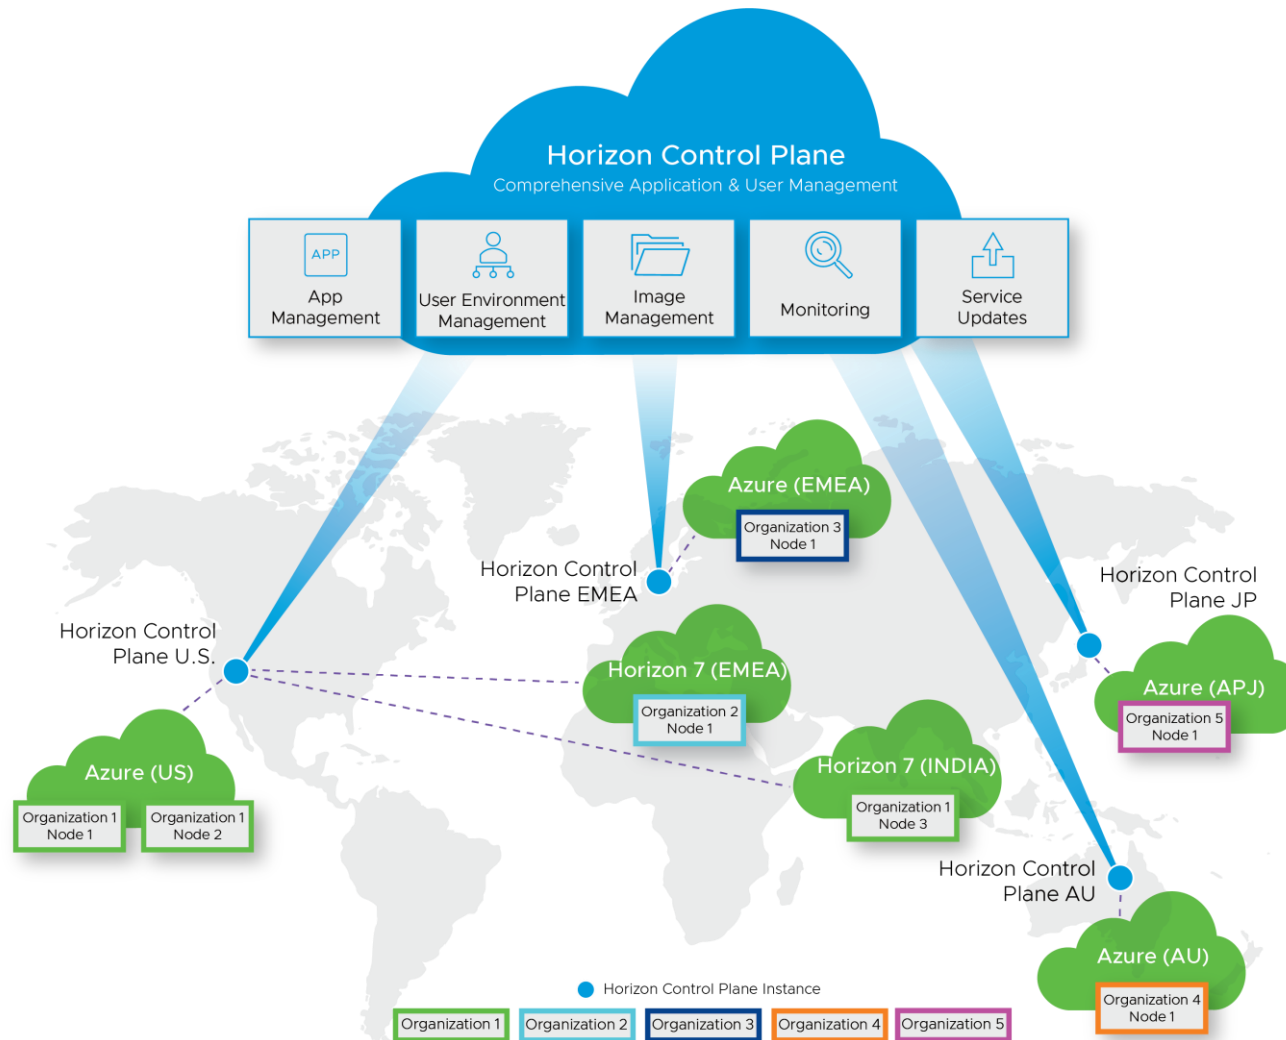 Horizon Control Plane
Comprehensive Application & User Management
APP
App
Management
User Environment
Management
Image
Management
Monitoring
Service
Updates
Azure (EMEA)
Organization 3
Node 1
Horizon Control
Plane EMEA
Horizon Control
Plane JP
Horizon Control
Plane U.S.
Horizon 7 (EMEA)
Organization 2
Node 1
Azure (APJ)
Organization 5
Node 1
Azure (US)
Organization 1
Node 1
Organization 1
Node 2
Horizon 7 (INDIA)
Organization 1
Node 3
Horizon Control
Plane AU
Azure (AU)
Organization 4
Node 1
Horizon Control Plane Instance
Organization 1
Organization 2
Organization 3
Organization 4
Organization 5